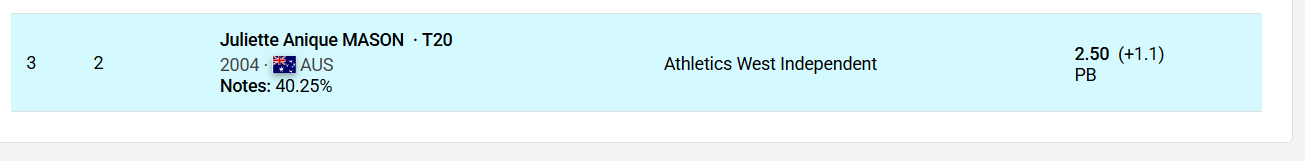 3
2
Juliette Anique MASON · T20
2004 · AUS
Notes: 40.25%
Athletics West Independent
2.50 (+1.1)
PB